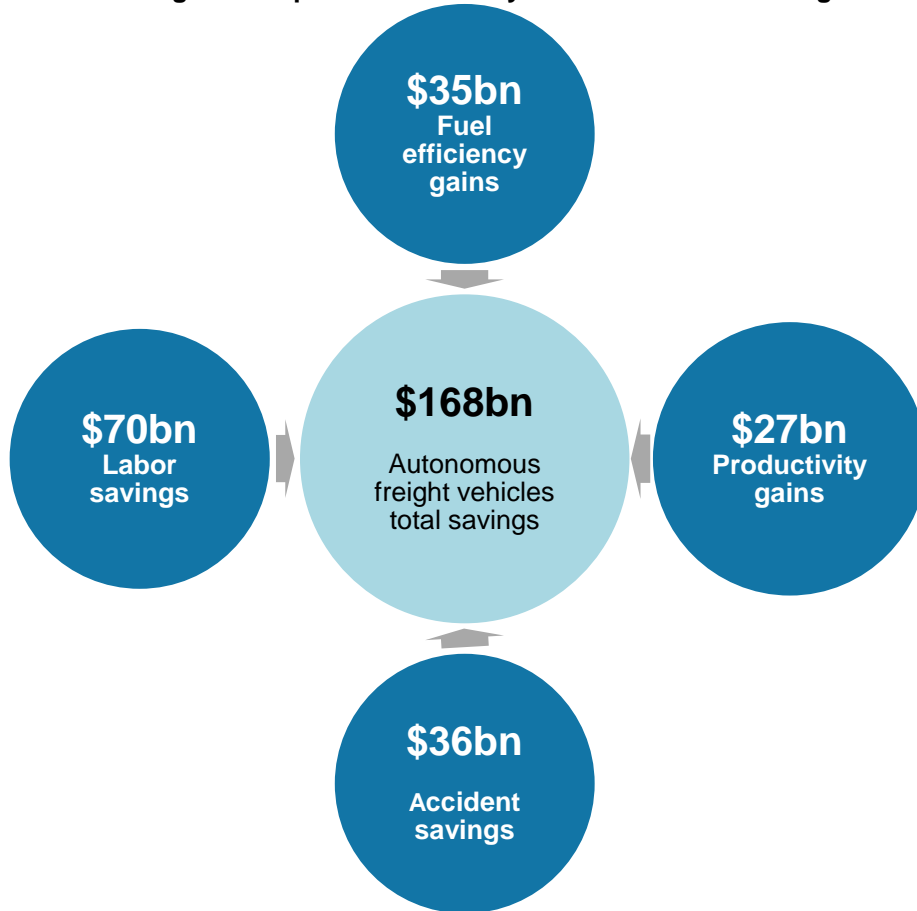 $35bn
Fuel
efficiency
gains
$70bn
Labor
savings
$168bn
Autonomous
freight vehicles
total savings
$27bn
Productivity
gains
$36bn
Accident
savings